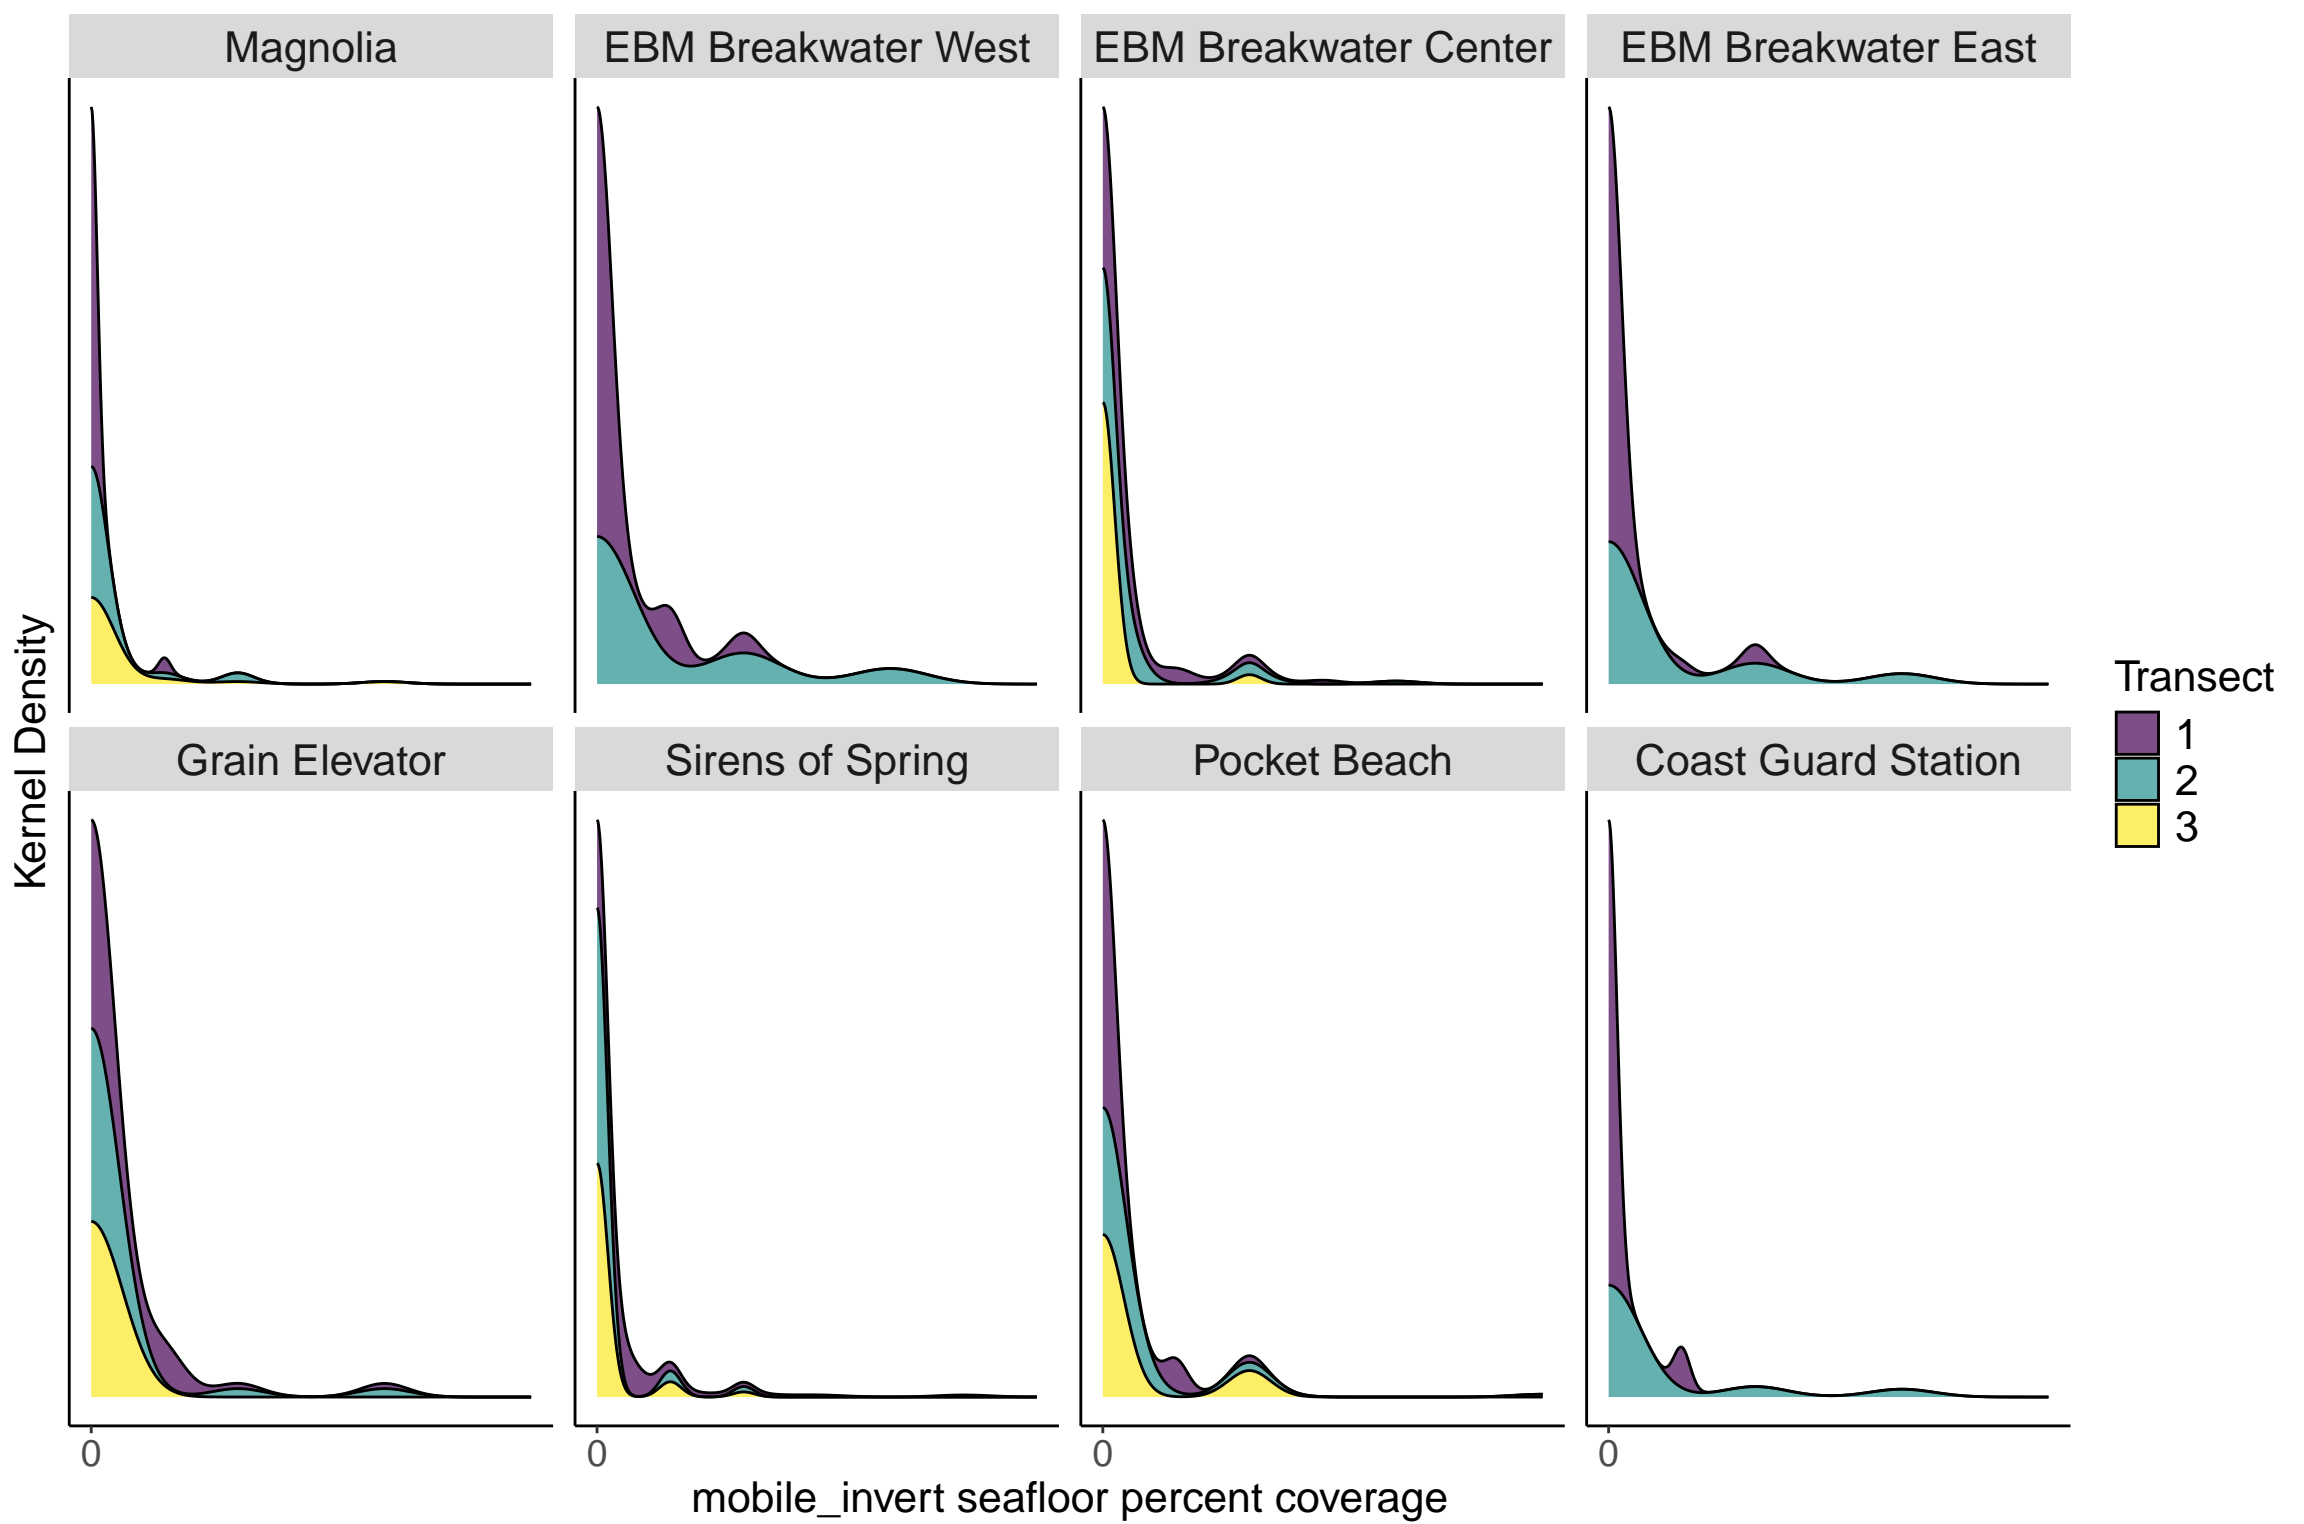 Magnolia
EBM Breakwater West
EBM Breakwater Center
EBM Breakwater East
Kernel Density
Grain Elevator
Sirens of Spring
Pocket Beach
Coast Guard Station
0
0
0
0
mobile_invert seafloor percent coverage
Transect
1
2
3